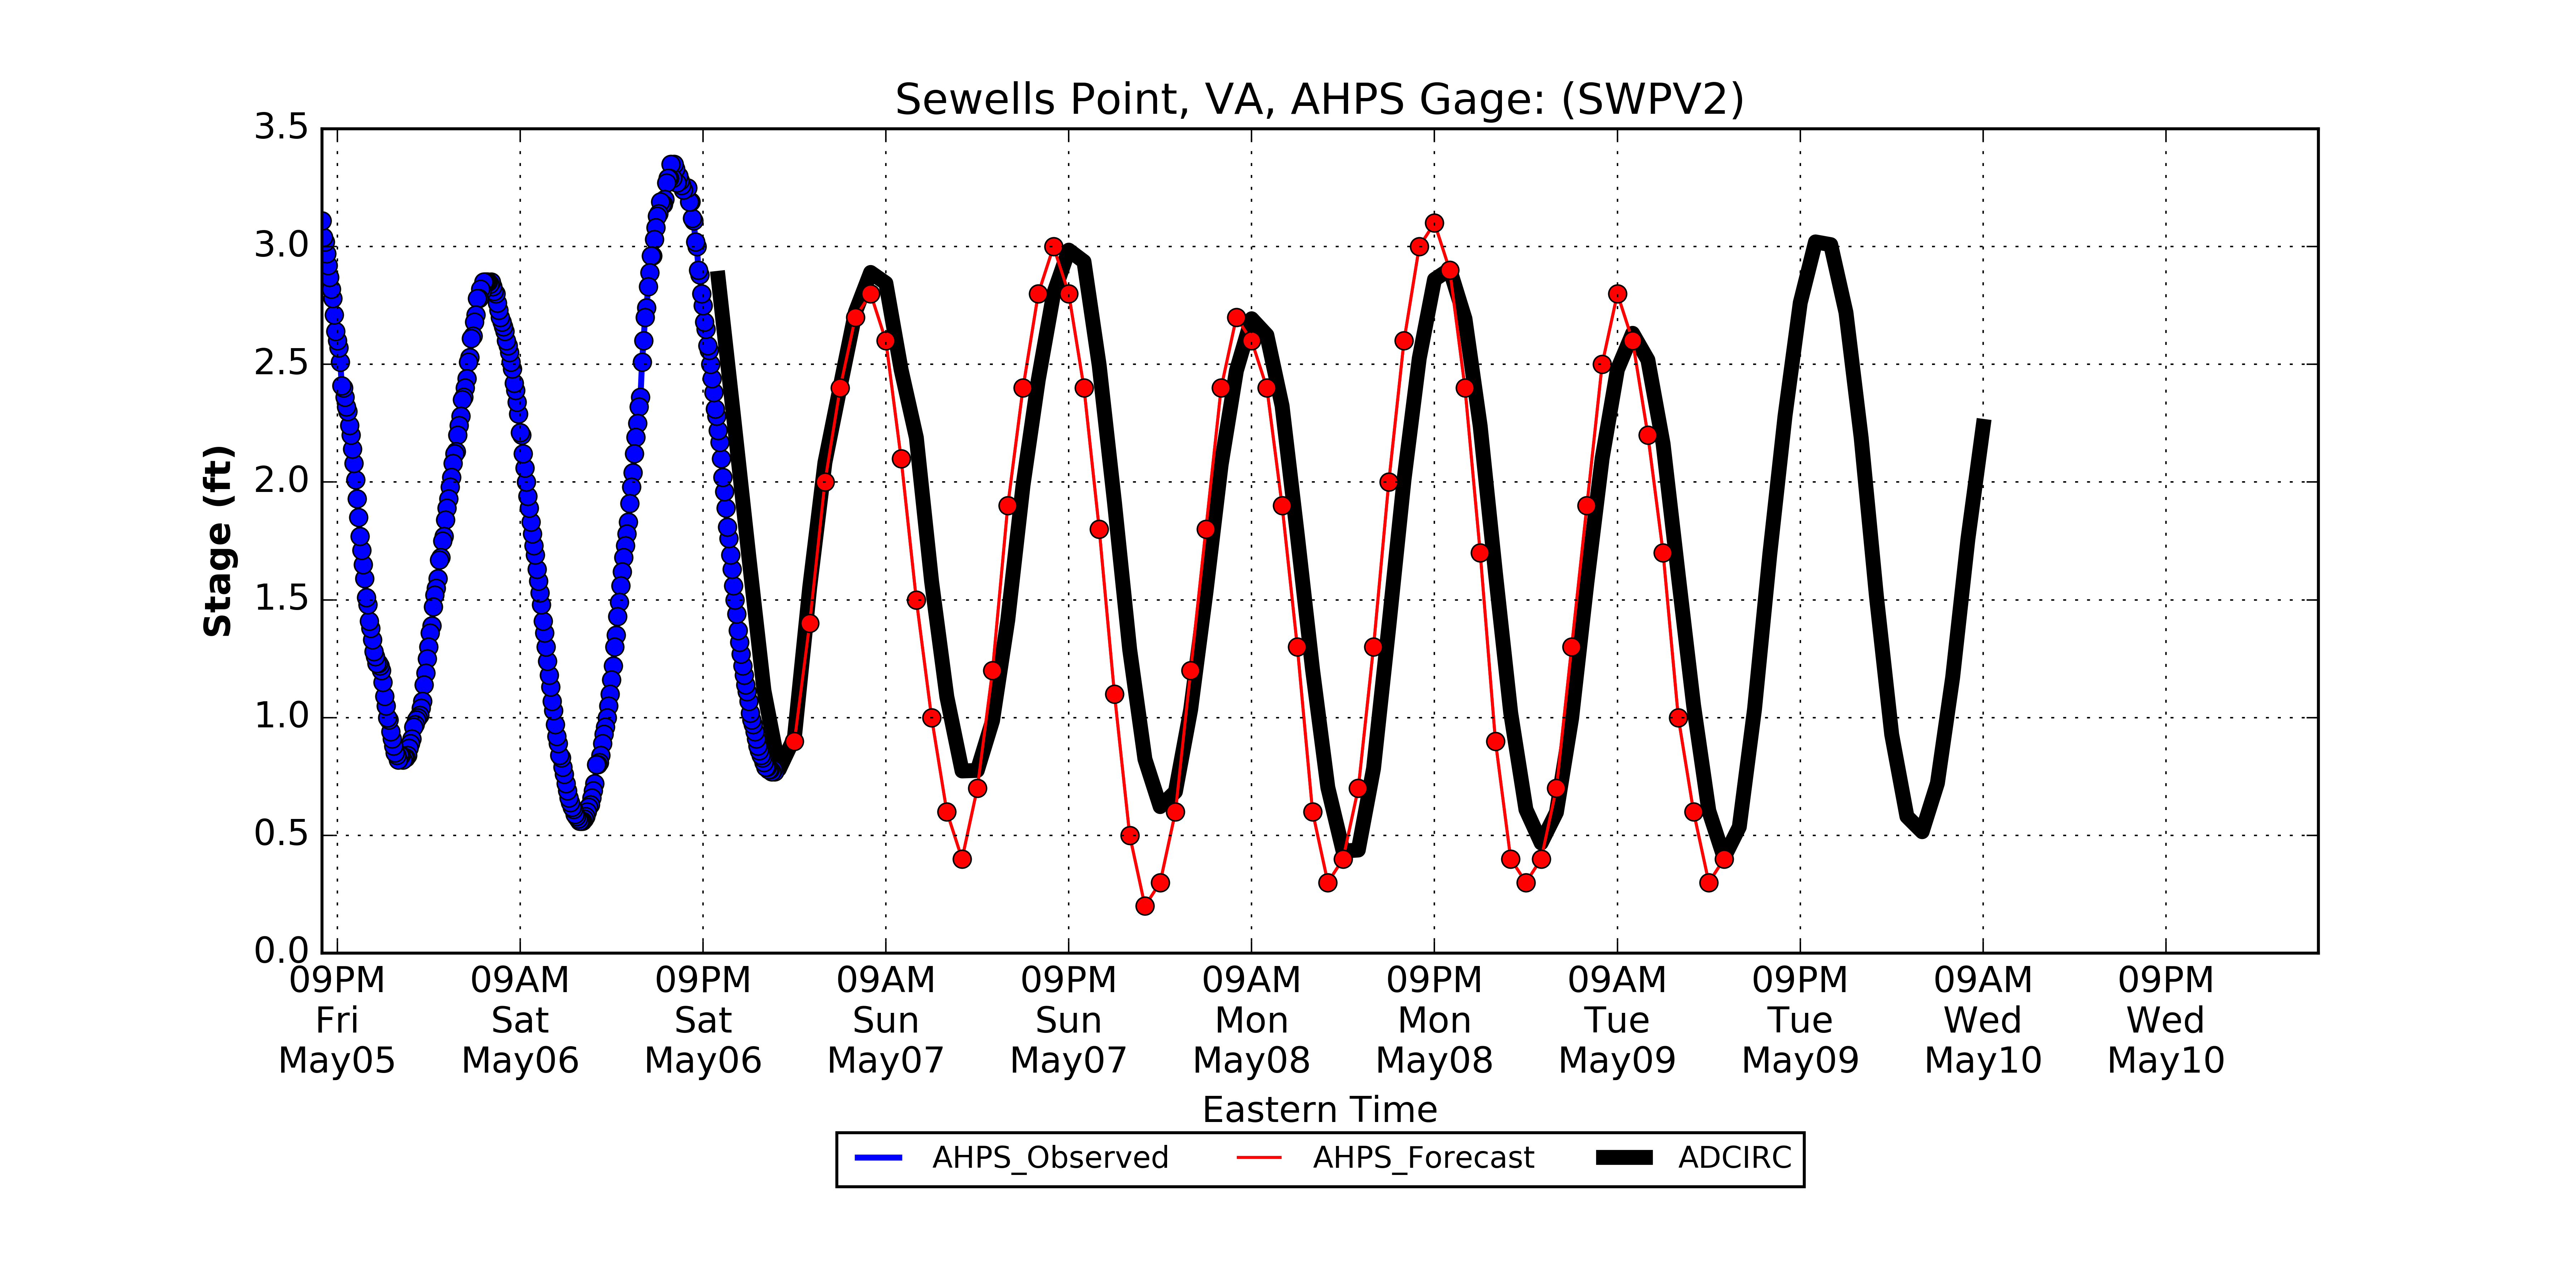 Sewells Point, VA, AHPS Gage: (SWPV2)
3.5
3.0
2.5
2.0
1.5
1.0
0.5
0.0
Stage (ft)
09PM 09AM 09PM 09AM 09PM 09AM 09PM 09AM 09PM 09AM 09PM
Fri Sat Sat Sun Sun Mon Mon Tue Tue Wed Wed
May05 May06 May06 May07 May07 May08 May08 May09 May09 May10 May10
Eastern Time
AHPS_Observed AHPS_Forecast ADCIRC